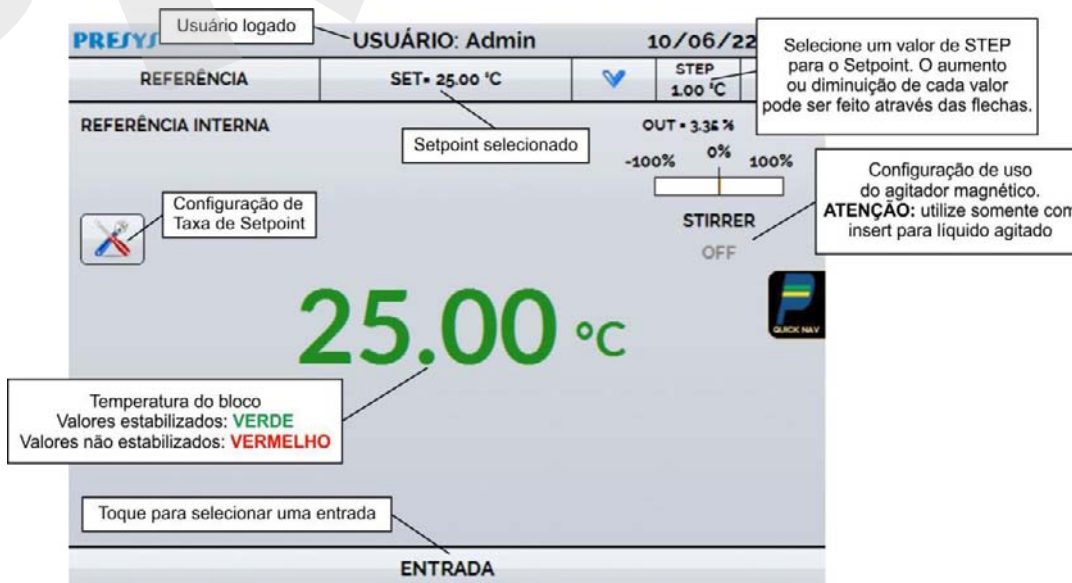 Usuário logado
PRESYS
USUÁRIO: Admin
10/06/22
Selecione um valor de STEP
para o Setpoint. O aumento
ou diminuição de cada valor
pode ser feito através das flechas.
REFERÊNCIA
SET= 25.00 °C
STEP
1.00 °C
REFERÊNCIA INTERNA
Setpoint selecionado
OUT = 3.35 %
-100%
0%
100%
Configuração de uso
do agitador magnético.
ATENÇÃO: utilize somente com
insert para líquido agitado
Configuração de
Taxa de Setpoint
STIRRER
OFF
25.00 °C
QUICK NAV
Temperatura do bloco
Valores estabilizados: VERDE
Valores não estabilizados: VERMELHO
Toque para selecionar uma entrada
ENTRADA